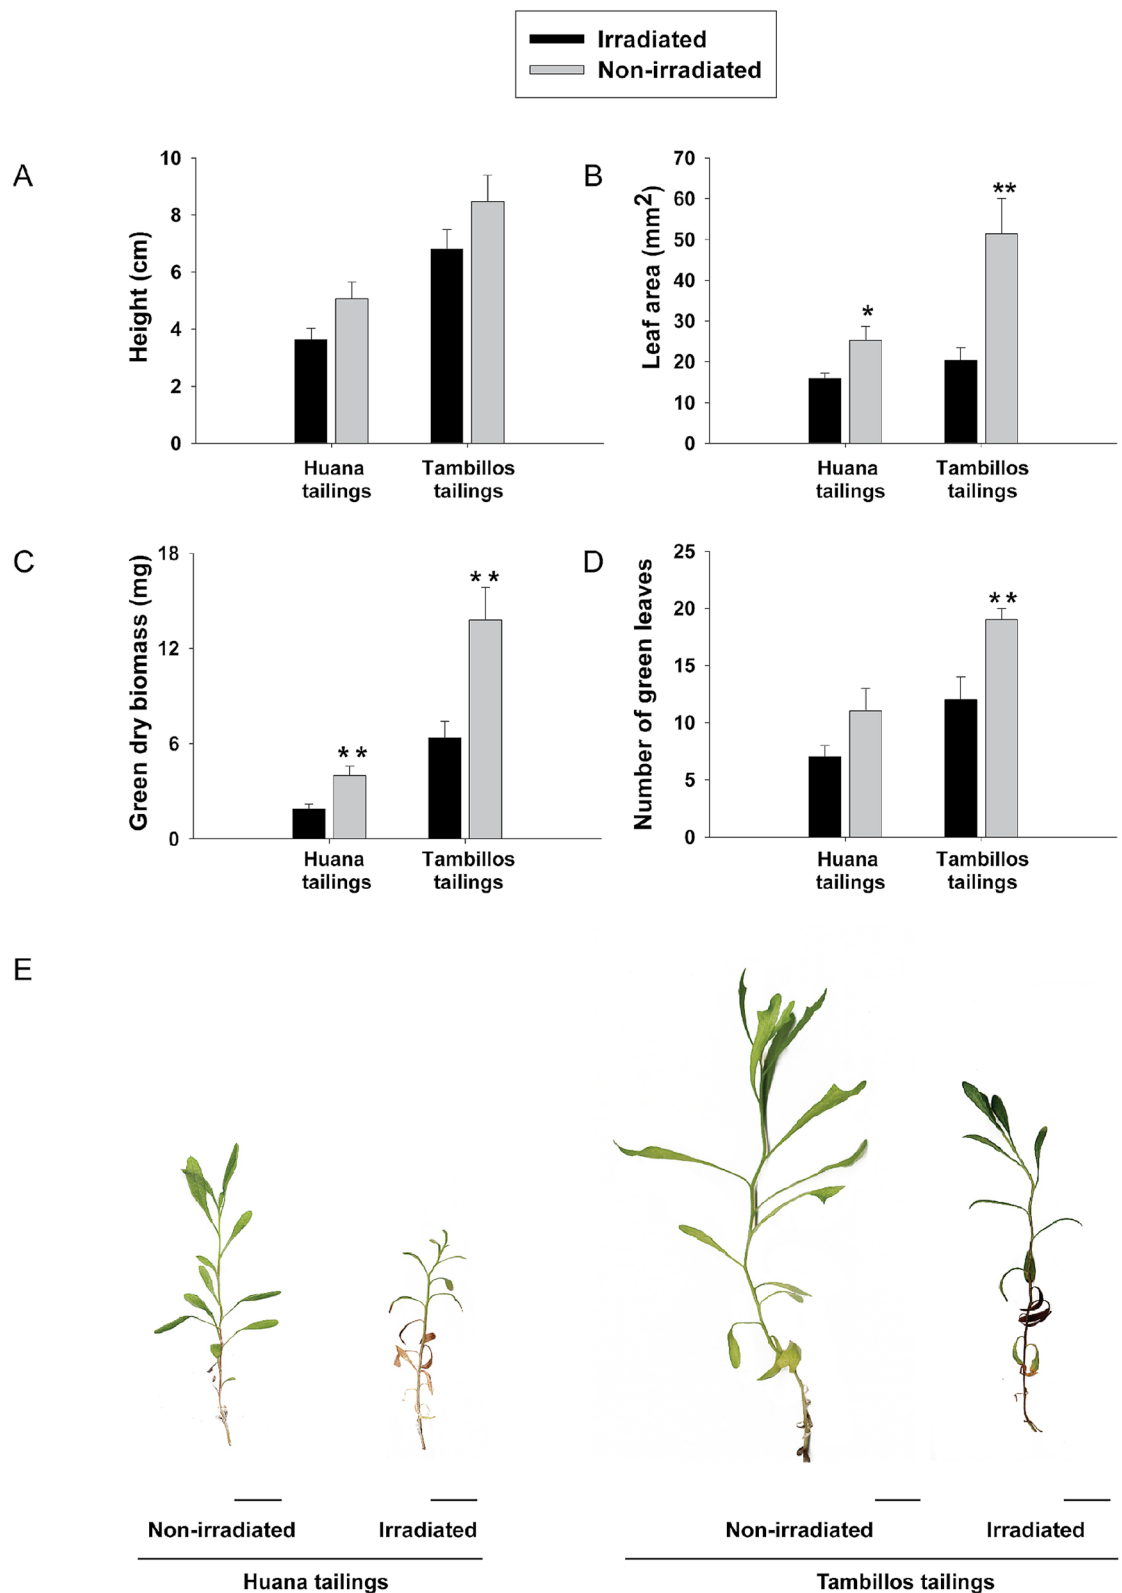 Irradiated
Non-irradiated
A
10
8
6
4
2
0
Height (cm)
Huana
tailings
Tambillos
tailings
B
70
60
50
40
30
20
10
0
Leaf area (mm2)
*
**
Huana
tailings
Tambillos
tailings
C
18
12
6
0
Green dry biomass (mg)
**
**
Huana
tailings
Tambillos
tailings
D
25
20
15
10
5
0
Number of green leaves
**
Huana
tailings
Tambillos
tailings
E
Non-irradiated
Irradiated
Non-irradiated
Irradiated
Huana tailings
Tambillos tailings